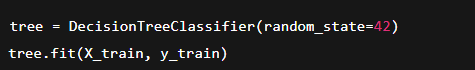 tree = DecisionTreeClassifier(random_state=42)
tree.fit(X_train, y_train)